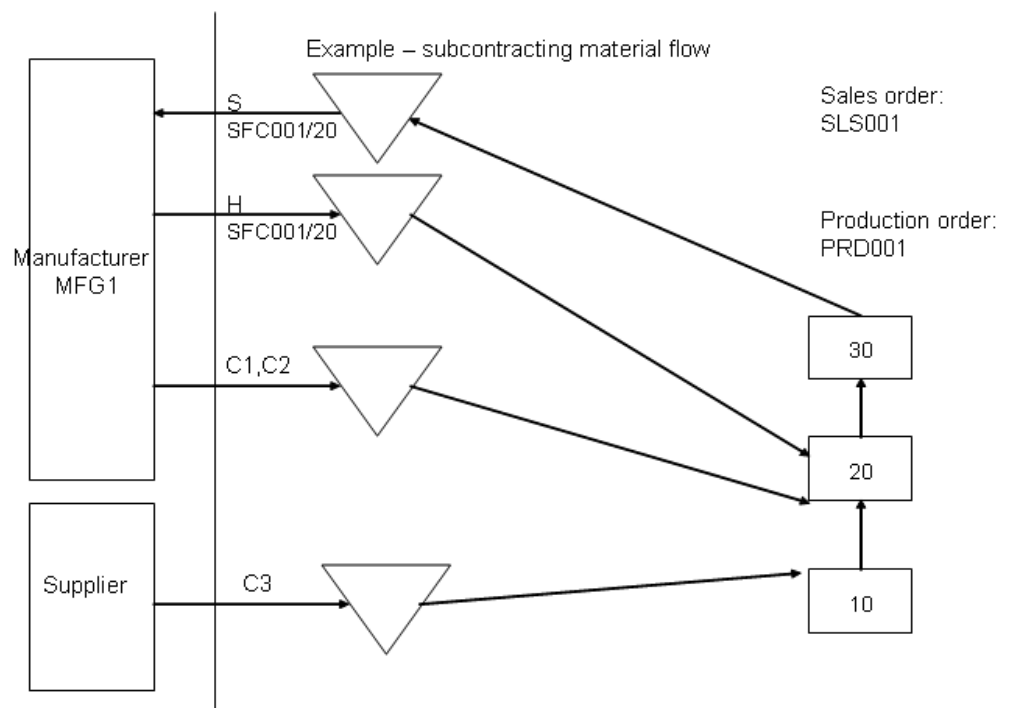 Example – subcontracting material flow
S
SFC001/20
Sales order:
SLS001
H
SFC001/20
Production order:
PRD001
Manufacturer
MFG1
30
C1,C2
20
Supplier
C3
10